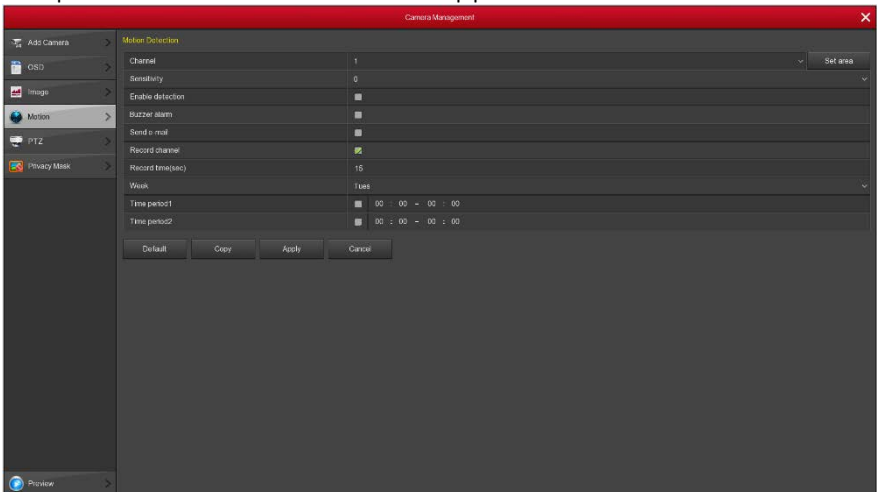 Camera Management
Add Camera
OSD
Image
Motion
PTZ
Privacy Mask
Preview
Motion Detection
Channel 1 Set area
Sensitivity 0
Enable detection
Buzzer alarm
Send e-mail
Record channel
Record time(sec) 15
Week Tues
Time period1 00 : 00 - 00 : 00
Time period2 00 : 00 - 00 : 00
Default Copy Apply Cancel